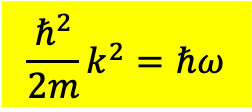 ħ²/2m k² = ħω